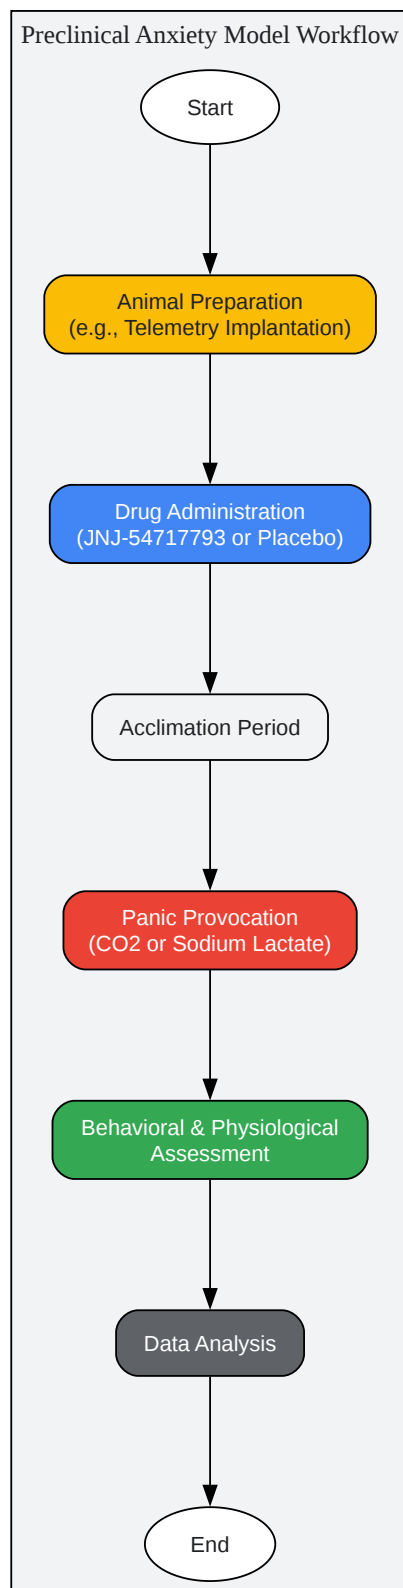 Preclinical Anxiety Model Workflow
Start
Animal Preparation
(e.g., Telemetry Implantation)
Drug Administration
(JNJ-54717793 or Placebo)
Acclimation Period
Panic Provocation
(CO2 or Sodium Lactate)
Behavioral & Physiological
Assessment
Data Analysis
End